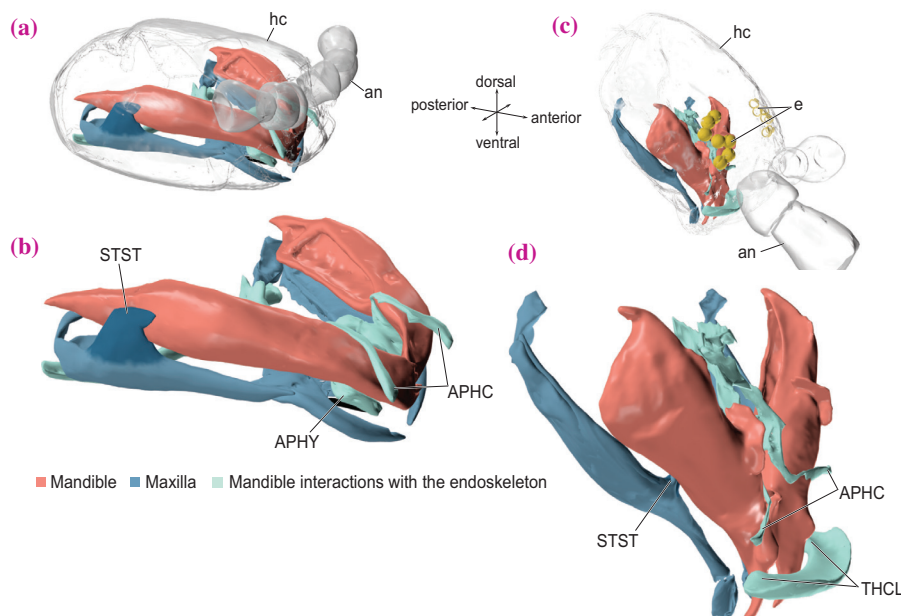 (a)
hc
an
dorsal
posterior
anterior
ventral
(c)
hc
e
an
(b)
STST
APHC
APHY
Mandible Maxilla Mandible interactions with the endoskeleton
(d)
APHC
STST
THCL